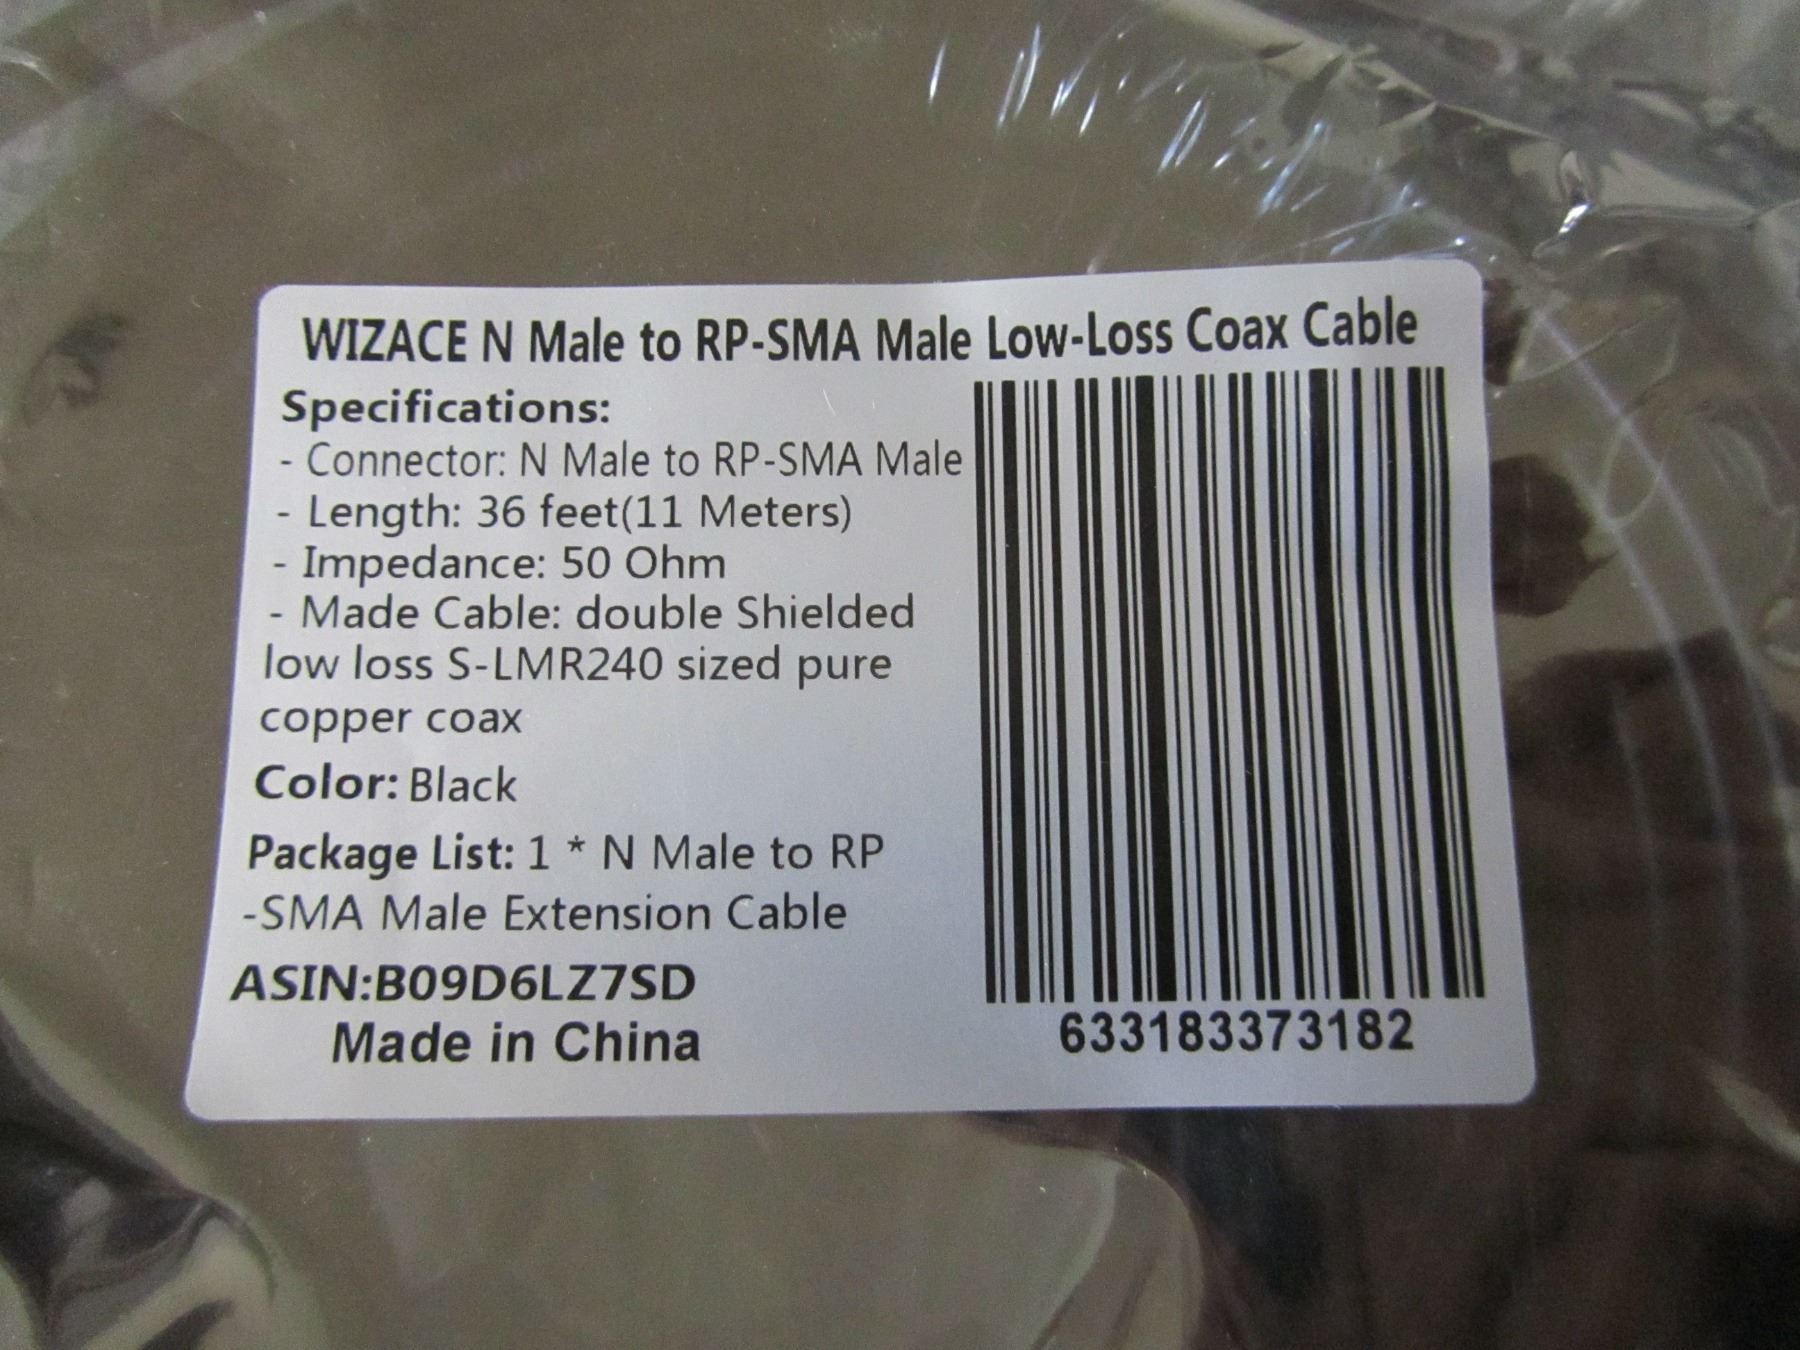 WIZACE N Male to RP-SMA Male Low-Loss Coax Cable
Specifications:
- Connector: N Male to RP-SMA Male
- Length: 36 feet(11 Meters)
- Impedance: 50 Ohm
- Made Cable: double Shielded
low loss S-LMR240 sized pure
copper coax
Color: Black
Package List: 1 * N Male to RP
-SMA Male Extension Cable
ASIN:B09D6LZ7SD
Made in China
633183373182